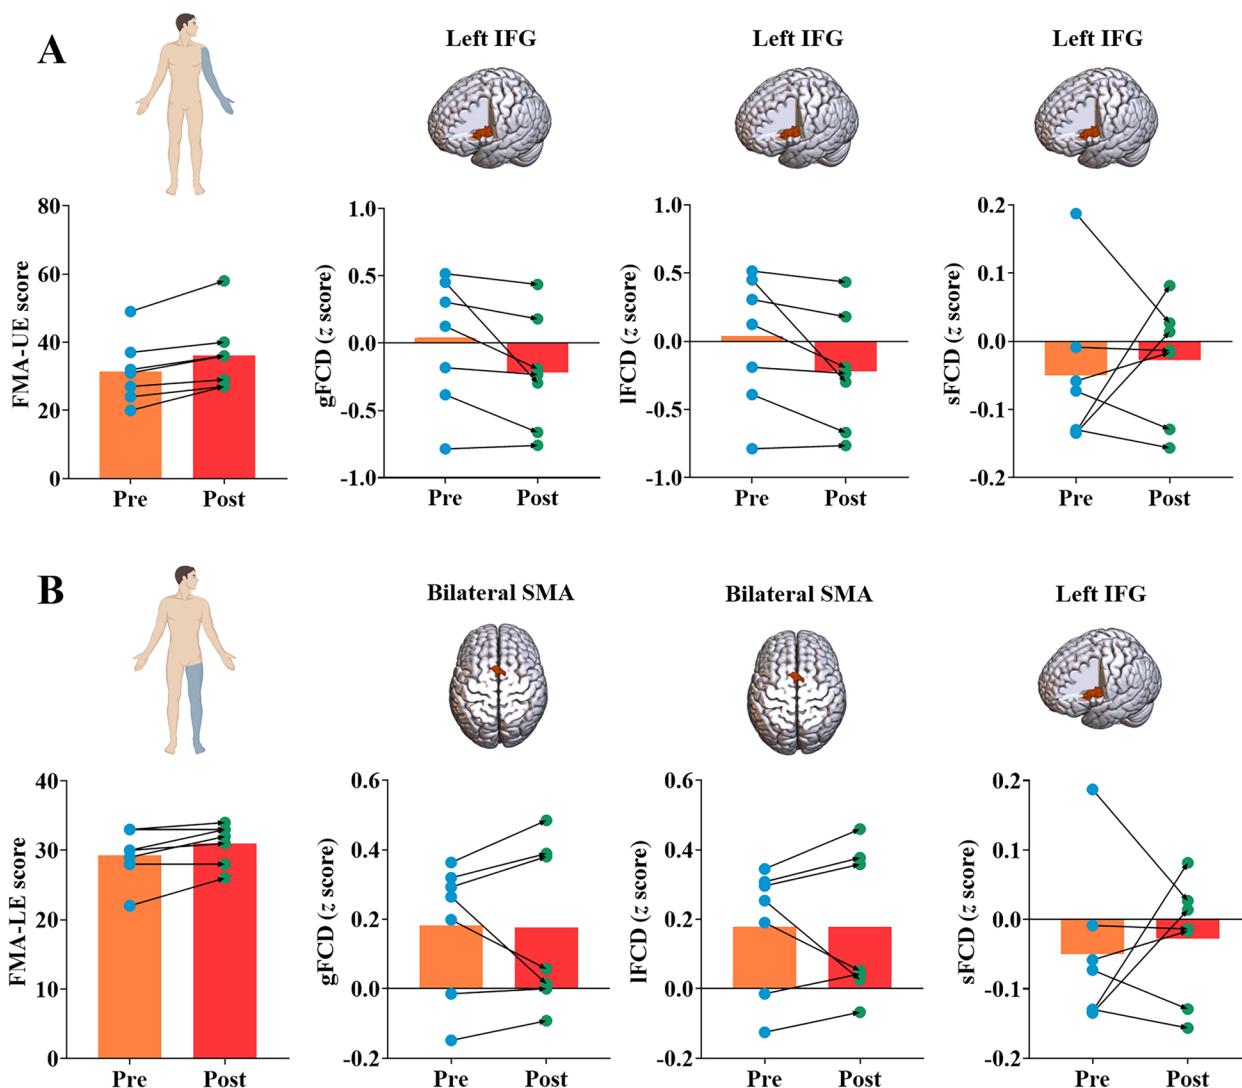 A
Left IFG
Left IFG
Left IFG
FMA-UE score
80
60
40
20
0
Pre
Post
gFCD (z score)
1.0
0.5
0.0
-0.5
-1.0
Pre
Post
lFCD (z score)
1.0
0.5
0.0
-0.5
-1.0
Pre
Post
sFCD (z score)
0.2
0.1
0.0
-0.1
-0.2
Pre
Post
B
Bilateral SMA
Bilateral SMA
Left IFG
FMA-LE score
40
30
20
10
0
Pre
Post
gFCD (z score)
0.6
0.4
0.2
0.0
-0.2
Pre
Post
lFCD (z score)
0.6
0.4
0.2
0.0
-0.2
Pre
Post
sFCD (z score)
0.2
0.1
0.0
-0.1
-0.2
Pre
Post